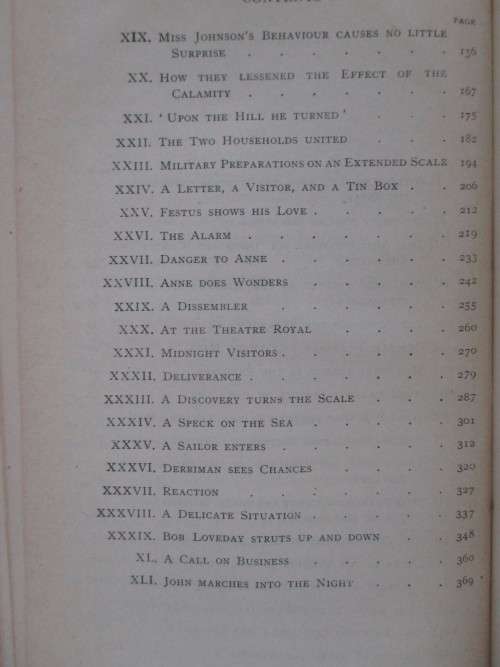 CONTENTS
PAGE
XIX. MISS JOHNSON'S BEHAVIOUR CAUSES NO LITTLE
SURPRISE . . . . . . . 156
XX. HOW THEY LESSENED THE EFFECT OF THE
CALAMITY . . . . . . 167
XXI. ' UPON THE HILL HE TURNED ' . . . 175
XXII. THE TWO HOUSEHOLDS UNITED . . . 182
XXIII. MILITARY PREPARATIONS ON AN EXTENDED SCALE 194
XXIV. A LETTER, A VISITOR, AND A TIN BOX . . 206
XXV. FESTUS SHOWS HIS LOVE . . . . . 212
XXVI. THE ALARM . . . . . . 219
XXVII. DANGER TO ANNE . . . . . 233
XXVIII. ANNE DOES WONDERS . . . . . 242
XXIX. A DISSEMBLER . . . . . 255
XXX. AT THE THEATRE ROYAL . . . . 260
XXXI. MIDNIGHT VISITORS . . . . . 270
XXXII. DELIVERANCE . . . . . . 279
XXXIII. A DISCOVERY TURNS THE SCALE . . . 287
XXXIV. A SPECK ON THE SEA . . . . 301
XXXV. A SAILOR ENTERS . . . . . 312
XXXVI. DERRIMAN SEES CHANCES . . . . 320
XXXVII. REACTION . . . . . . 327
XXXVIII. A DELICATE SITUATION . . . . . 337
XXXIX. BOB LOVEDAY STRUTS UP AND DOWN . . 348
XL. A CALL ON BUSINESS . . . . 360
XLI. JOHN MARCHES INTO THE NIGHT . . . 369